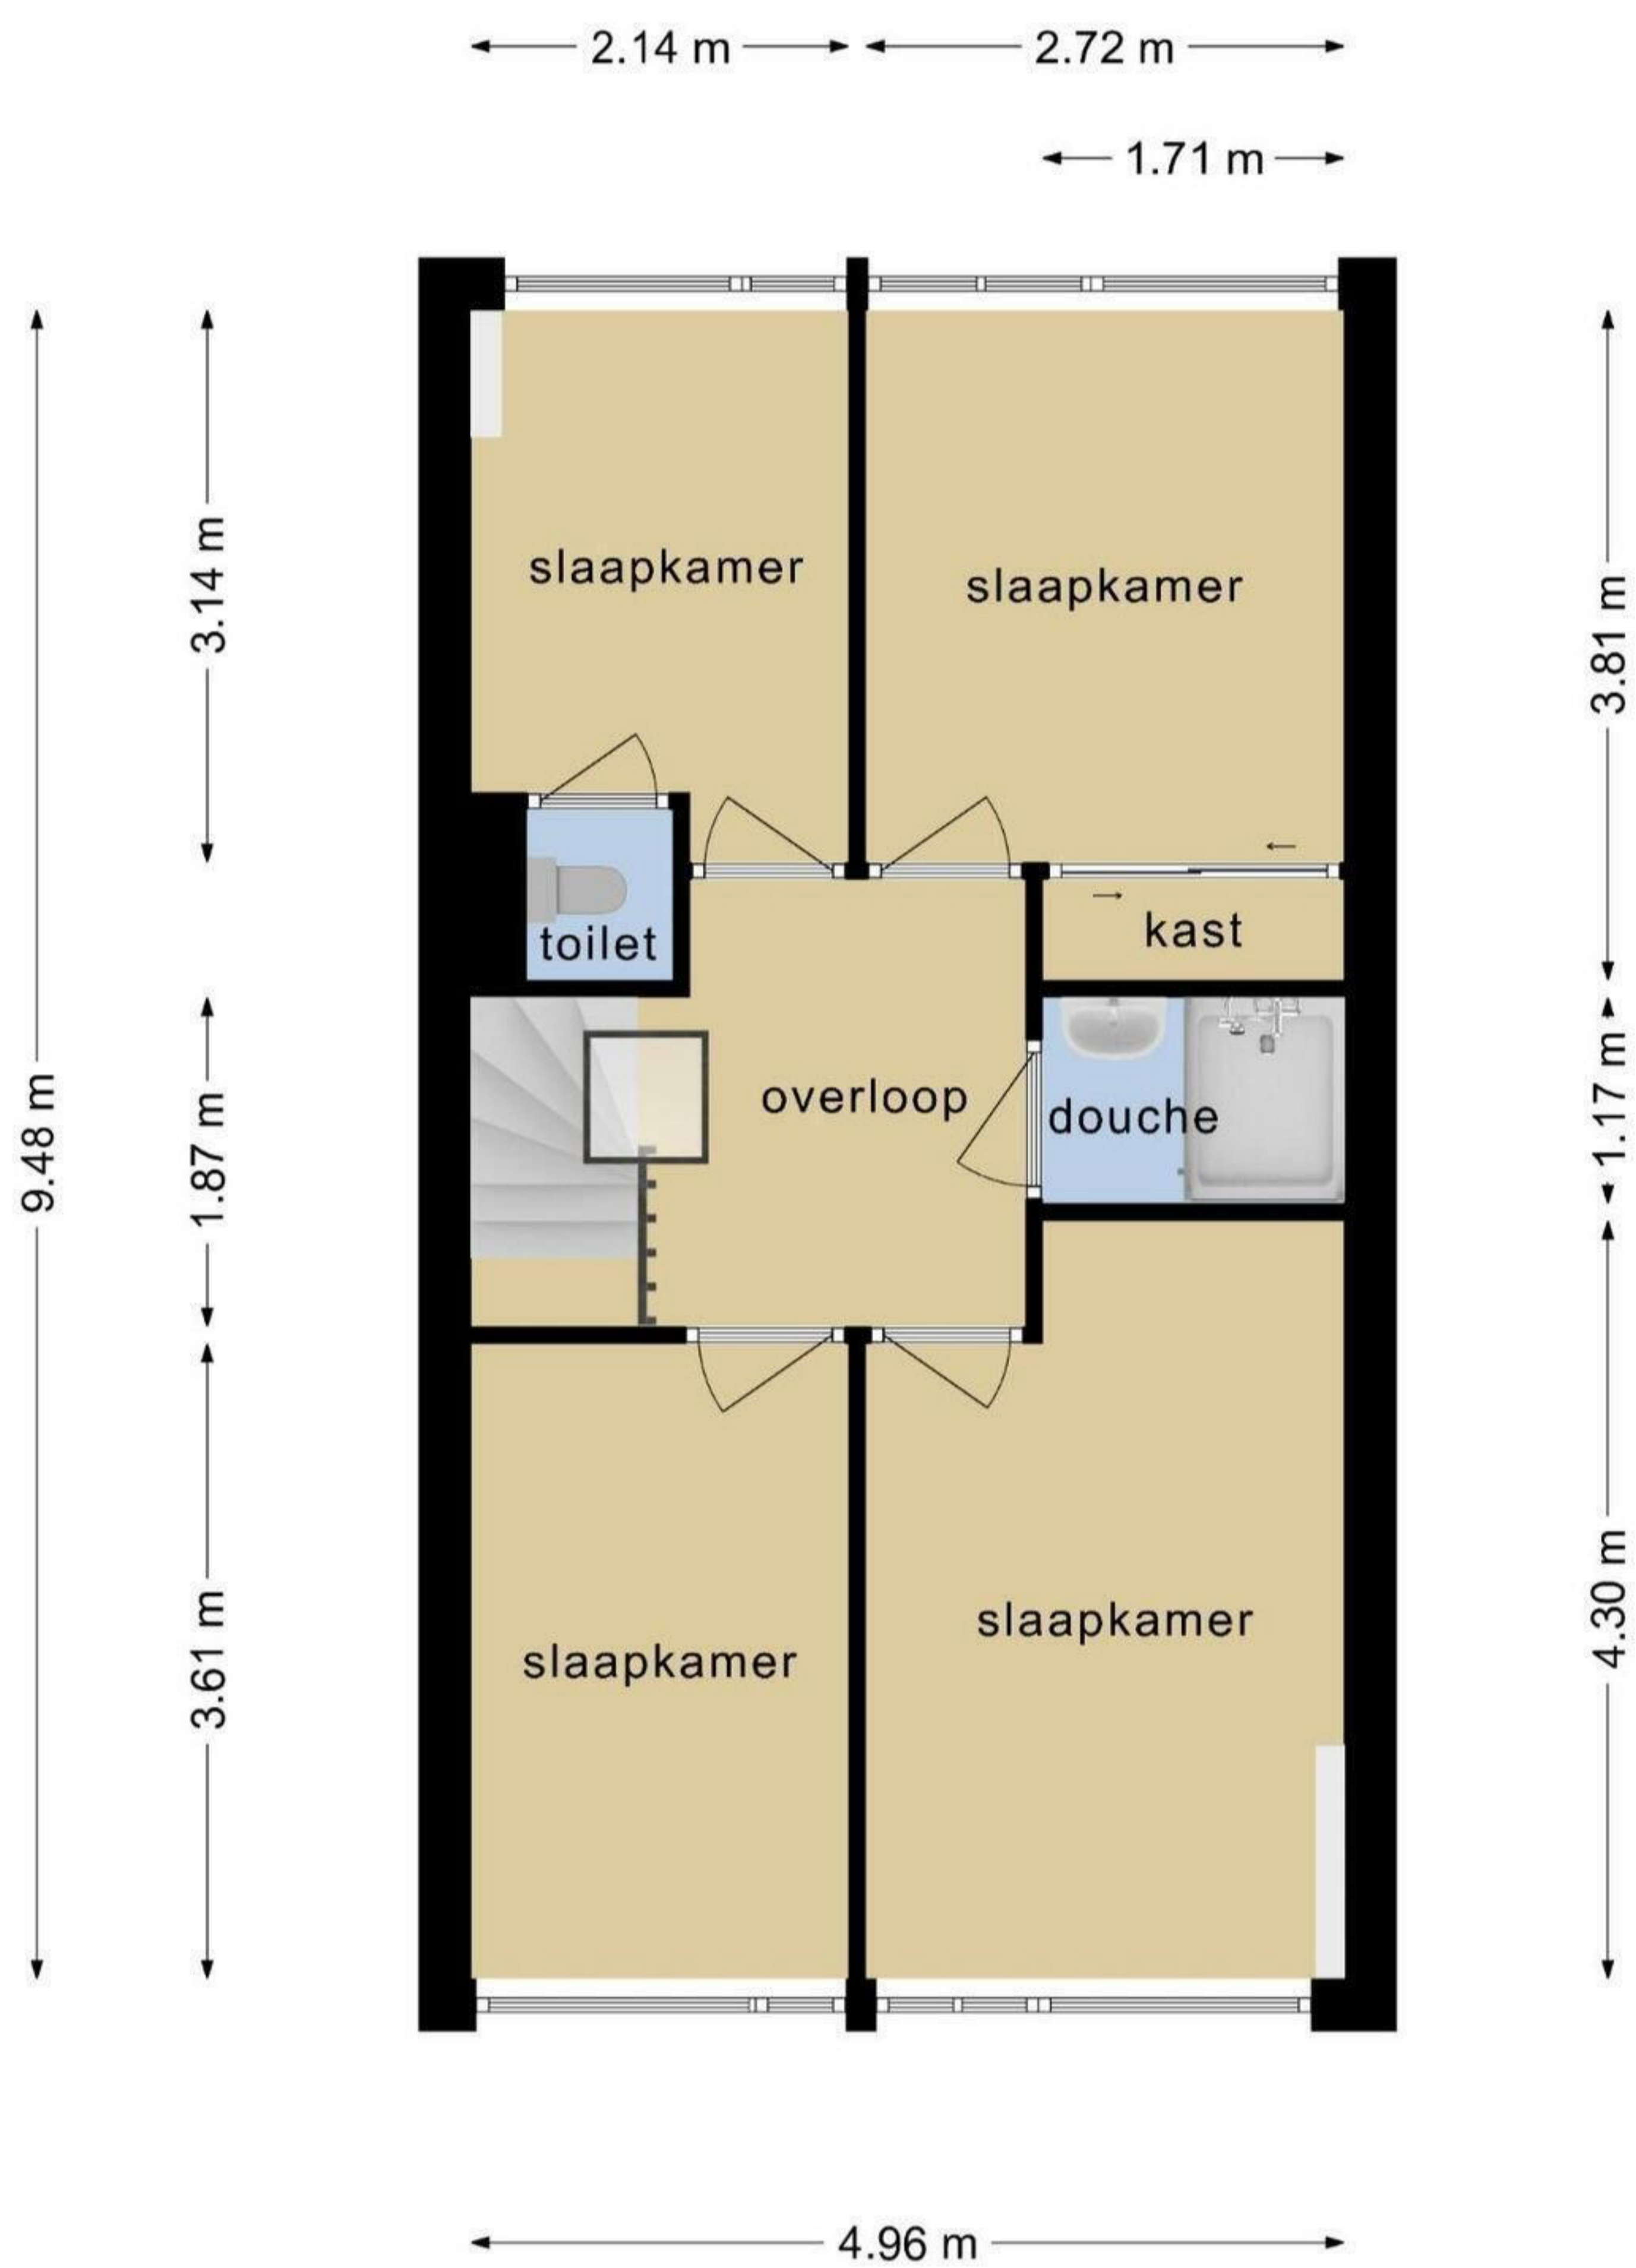 2.14 m
2.72 m
1.71 m
3.14 m
3.81 m
slaapkamer
slaapkamer
toilet
kast
9.48 m
1.87 m
overloop
douche
1.17 m
3.61 m
4.30 m
slaapkamer
slaapkamer
4.96 m